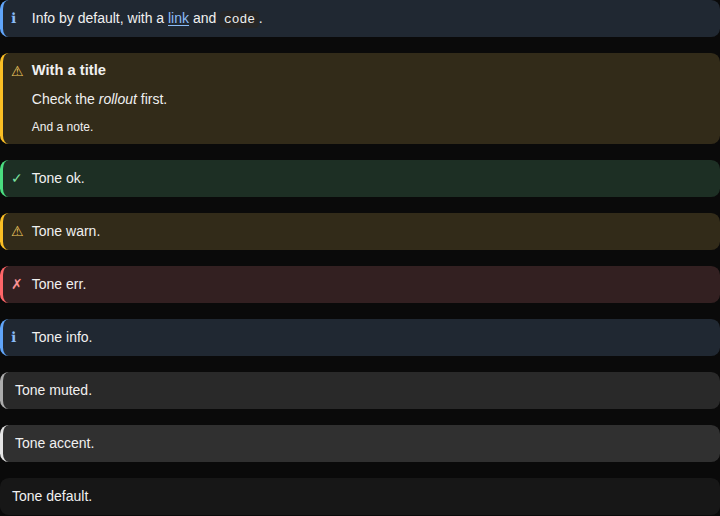 ℹ Info by default, with a link and code.
⚠ With a title
Check the rollout first.
And a note.
✓ Tone ok.
⚠ Tone warn.
✗ Tone err.
ℹ Tone info.
Tone muted.
Tone accent.
Tone default.